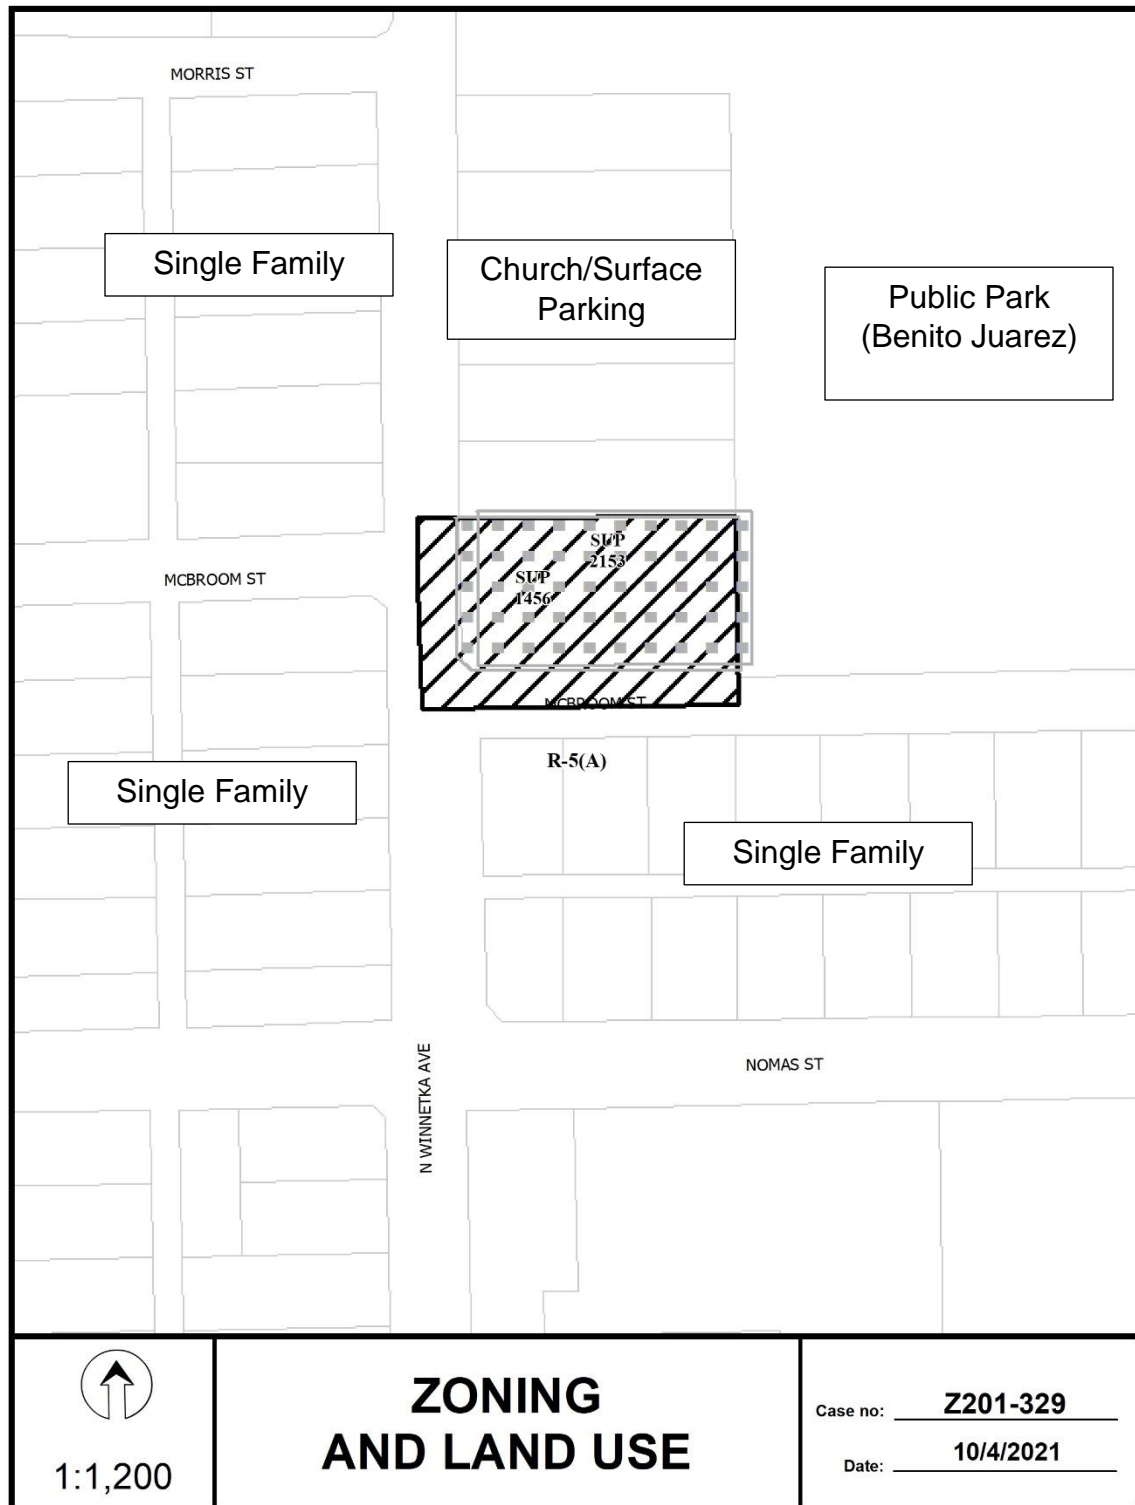 MORRIS ST
Single Family
Church/Surface
Parking
Public Park
(Benito Juarez)
SUP
2153
MCBROOM ST
SUP
1456
MCBROOM ST
R-5(A)
Single Family
Single Family
N WINNETKA AVE
NOMAS ST
1:1,200
ZONING
AND LAND USE
Case no: Z201-329
Date: 10/4/2021